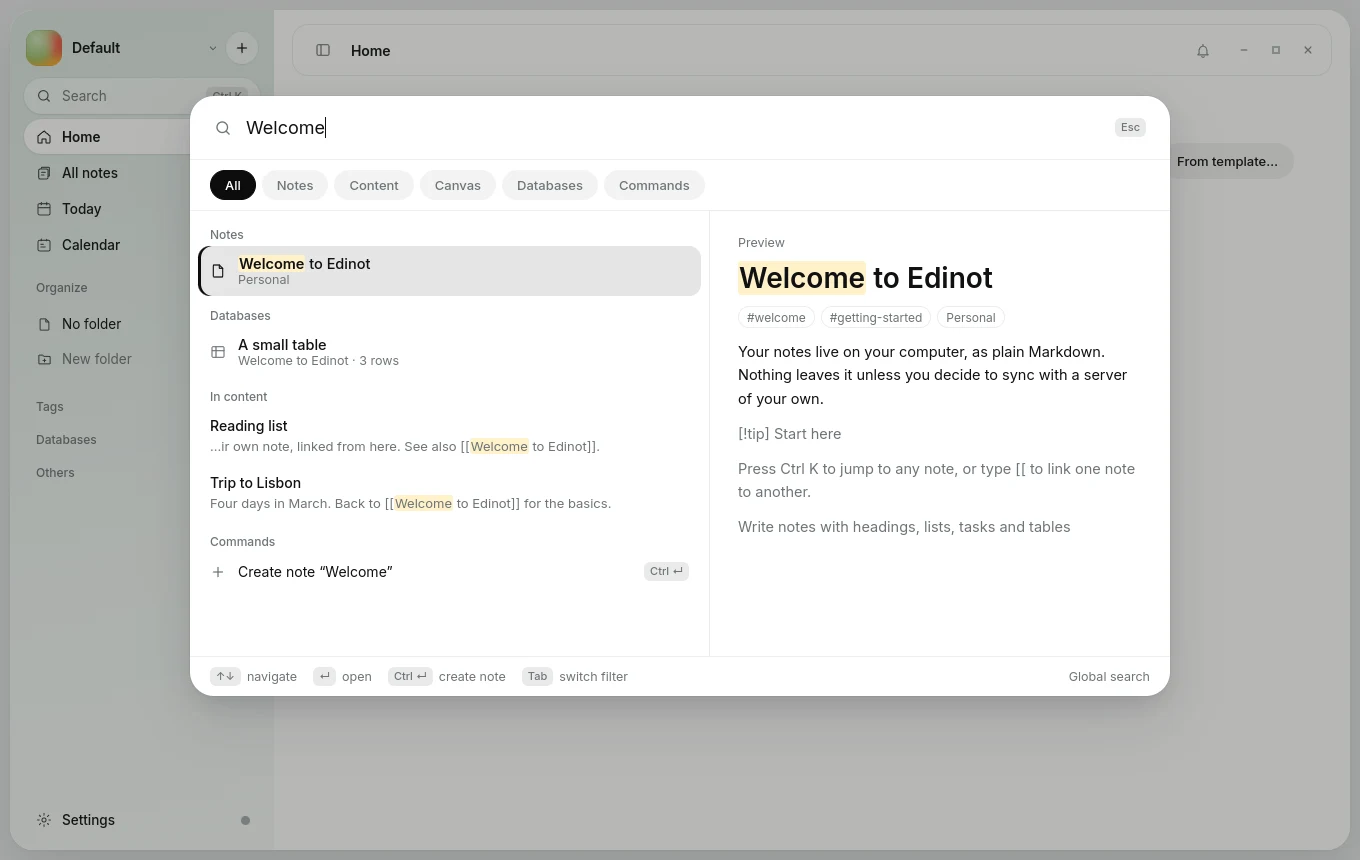 Default
Search
Ctrl K
Home
All notes
Today
Calendar
Organize
No folder
New folder
Tags
Databases
Others
Settings
Home
From template...
Welcome
Esc
All Notes Content Canvas Databases Commands
Notes
Welcome to Edinot
Personal
Databases
A small table
Welcome to Edinot · 3 rows
In content
Reading list
...ir own note, linked from here. See also [[Welcome to Edinot]].
Trip to Lisbon
Four days in March. Back to [[Welcome to Edinot]] for the basics.
Commands
Create note “Welcome”
Ctrl ↵
Preview
Welcome to Edinot
#welcome #getting-started Personal
Your notes live on your computer, as plain Markdown.
Nothing leaves it unless you decide to sync with a server
of your own.
[!tip] Start here
Press Ctrl K to jump to any note, or type [[ to link one note
to another.
Write notes with headings, lists, tasks and tables
↑↓ navigate ↵ open Ctrl ↵ create note Tab switch filter
Global search